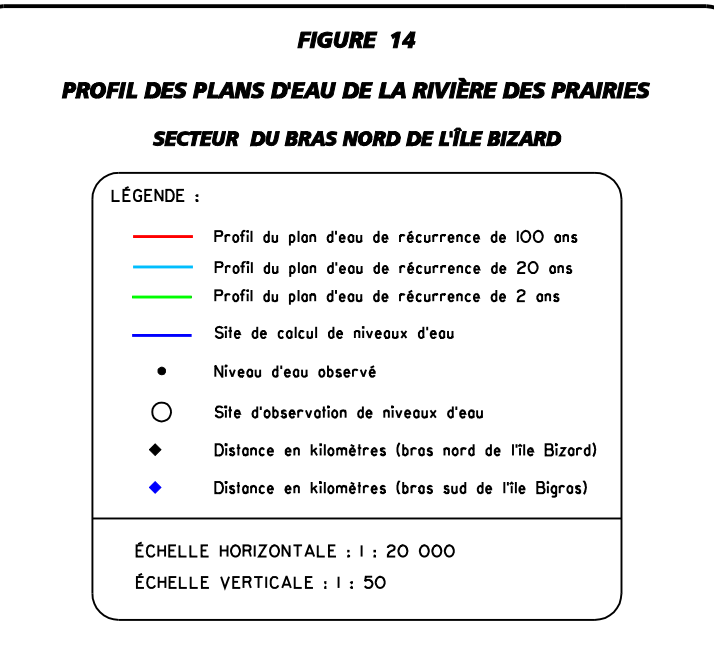 FIGURE 14
PROFIL DES PLANS D'EAU DE LA RIVIÈRE DES PRAIRIES
SECTEUR DU BRAS NORD DE L'ÎLE BIZARD
LÉGENDE :
Profil du plan d'eau de récurrence de 100 ans
Profil du plan d'eau de récurrence de 20 ans
Profil du plan d'eau de récurrence de 2 ans
Site de calcul de niveaux d'eau
Niveau d'eau observé
Site d'observation de niveaux d'eau
Distance en kilomètres (bras nord de l'île Bizard)
Distance en kilomètres (bras sud de l'île Bigras)
ÉCHELLE HORIZONTALE : 1 : 20 000
ÉCHELLE VERTICALE : 1 : 50